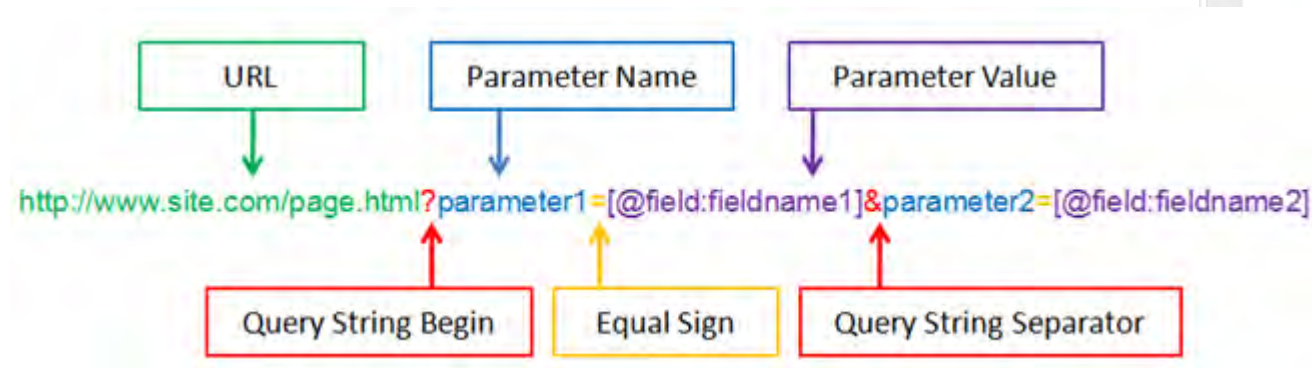 URL
Parameter Name
Parameter Value
http://www.site.com/page.html?parameter1=[@field:fieldname1]&parameter2=[@field:fieldname2]
Query String Begin
Equal Sign
Query String Separator